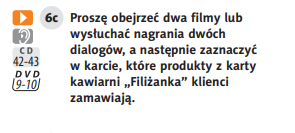 6c Proszę obejrzeć dwa filmy lub
wysłuchać nagrania dwóch
dialogów, a następnie zaznaczyć
w karcie, które produkty z karty
kawiarni „Filiżanka” klienci
zamawiają.
CD
42-43
DVD
9-10